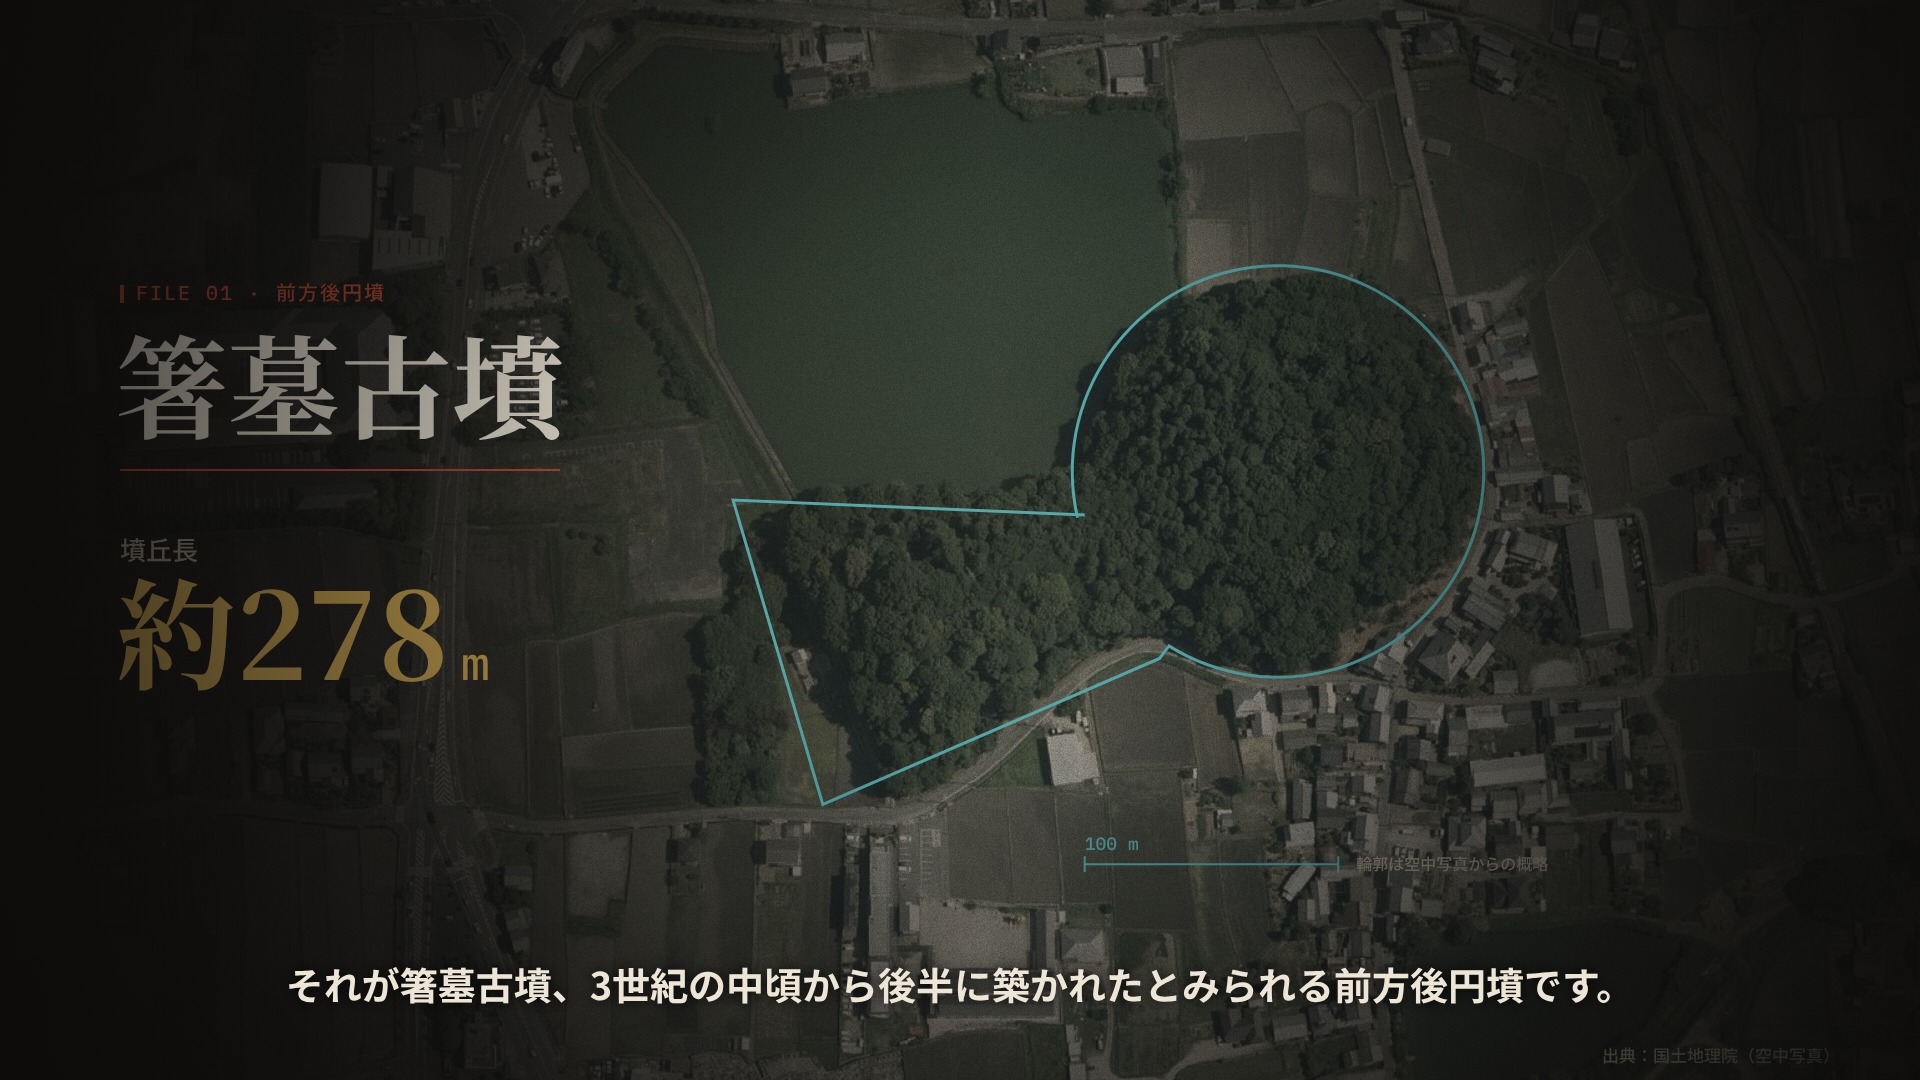 FILE 01 · 前方後円墳
箸墓古墳
墳丘長
約278 m
100 m
輪郭は空中写真からの概略
それが箸墓古墳、3世紀の中頃から後半に築かれたとみられる前方後円墳です。
出典：国土地理院（空中写真）